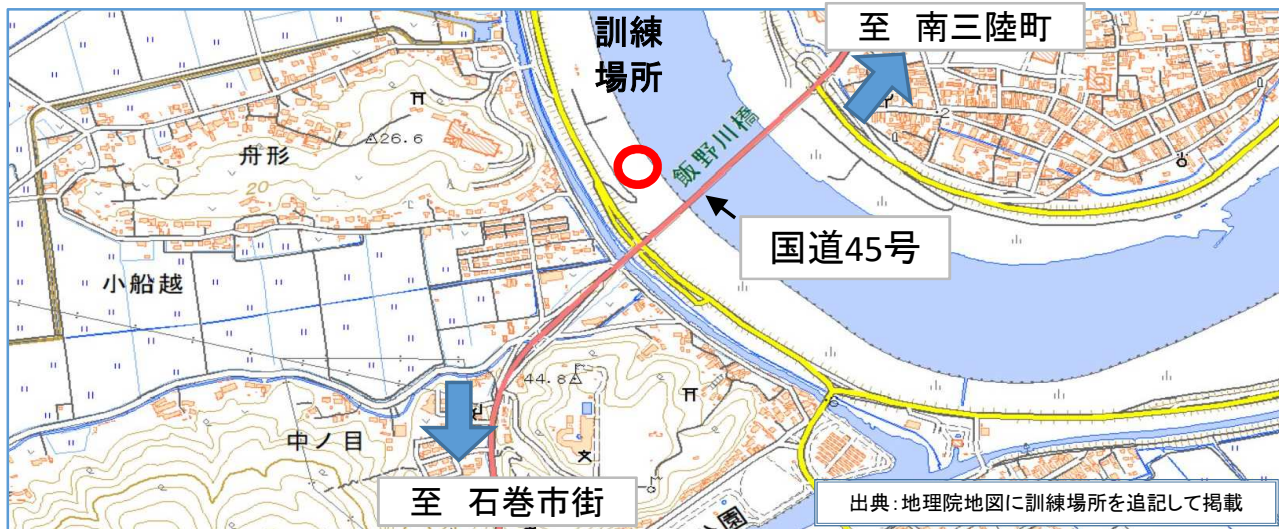 訓練
場所
至 南三陸町
飯野川橋
国道45号
26.6
舟形
20
小船越
44.8
中ノ目
至 石巻市街
園
出典:地理院地図に訓練場所を追記して掲載